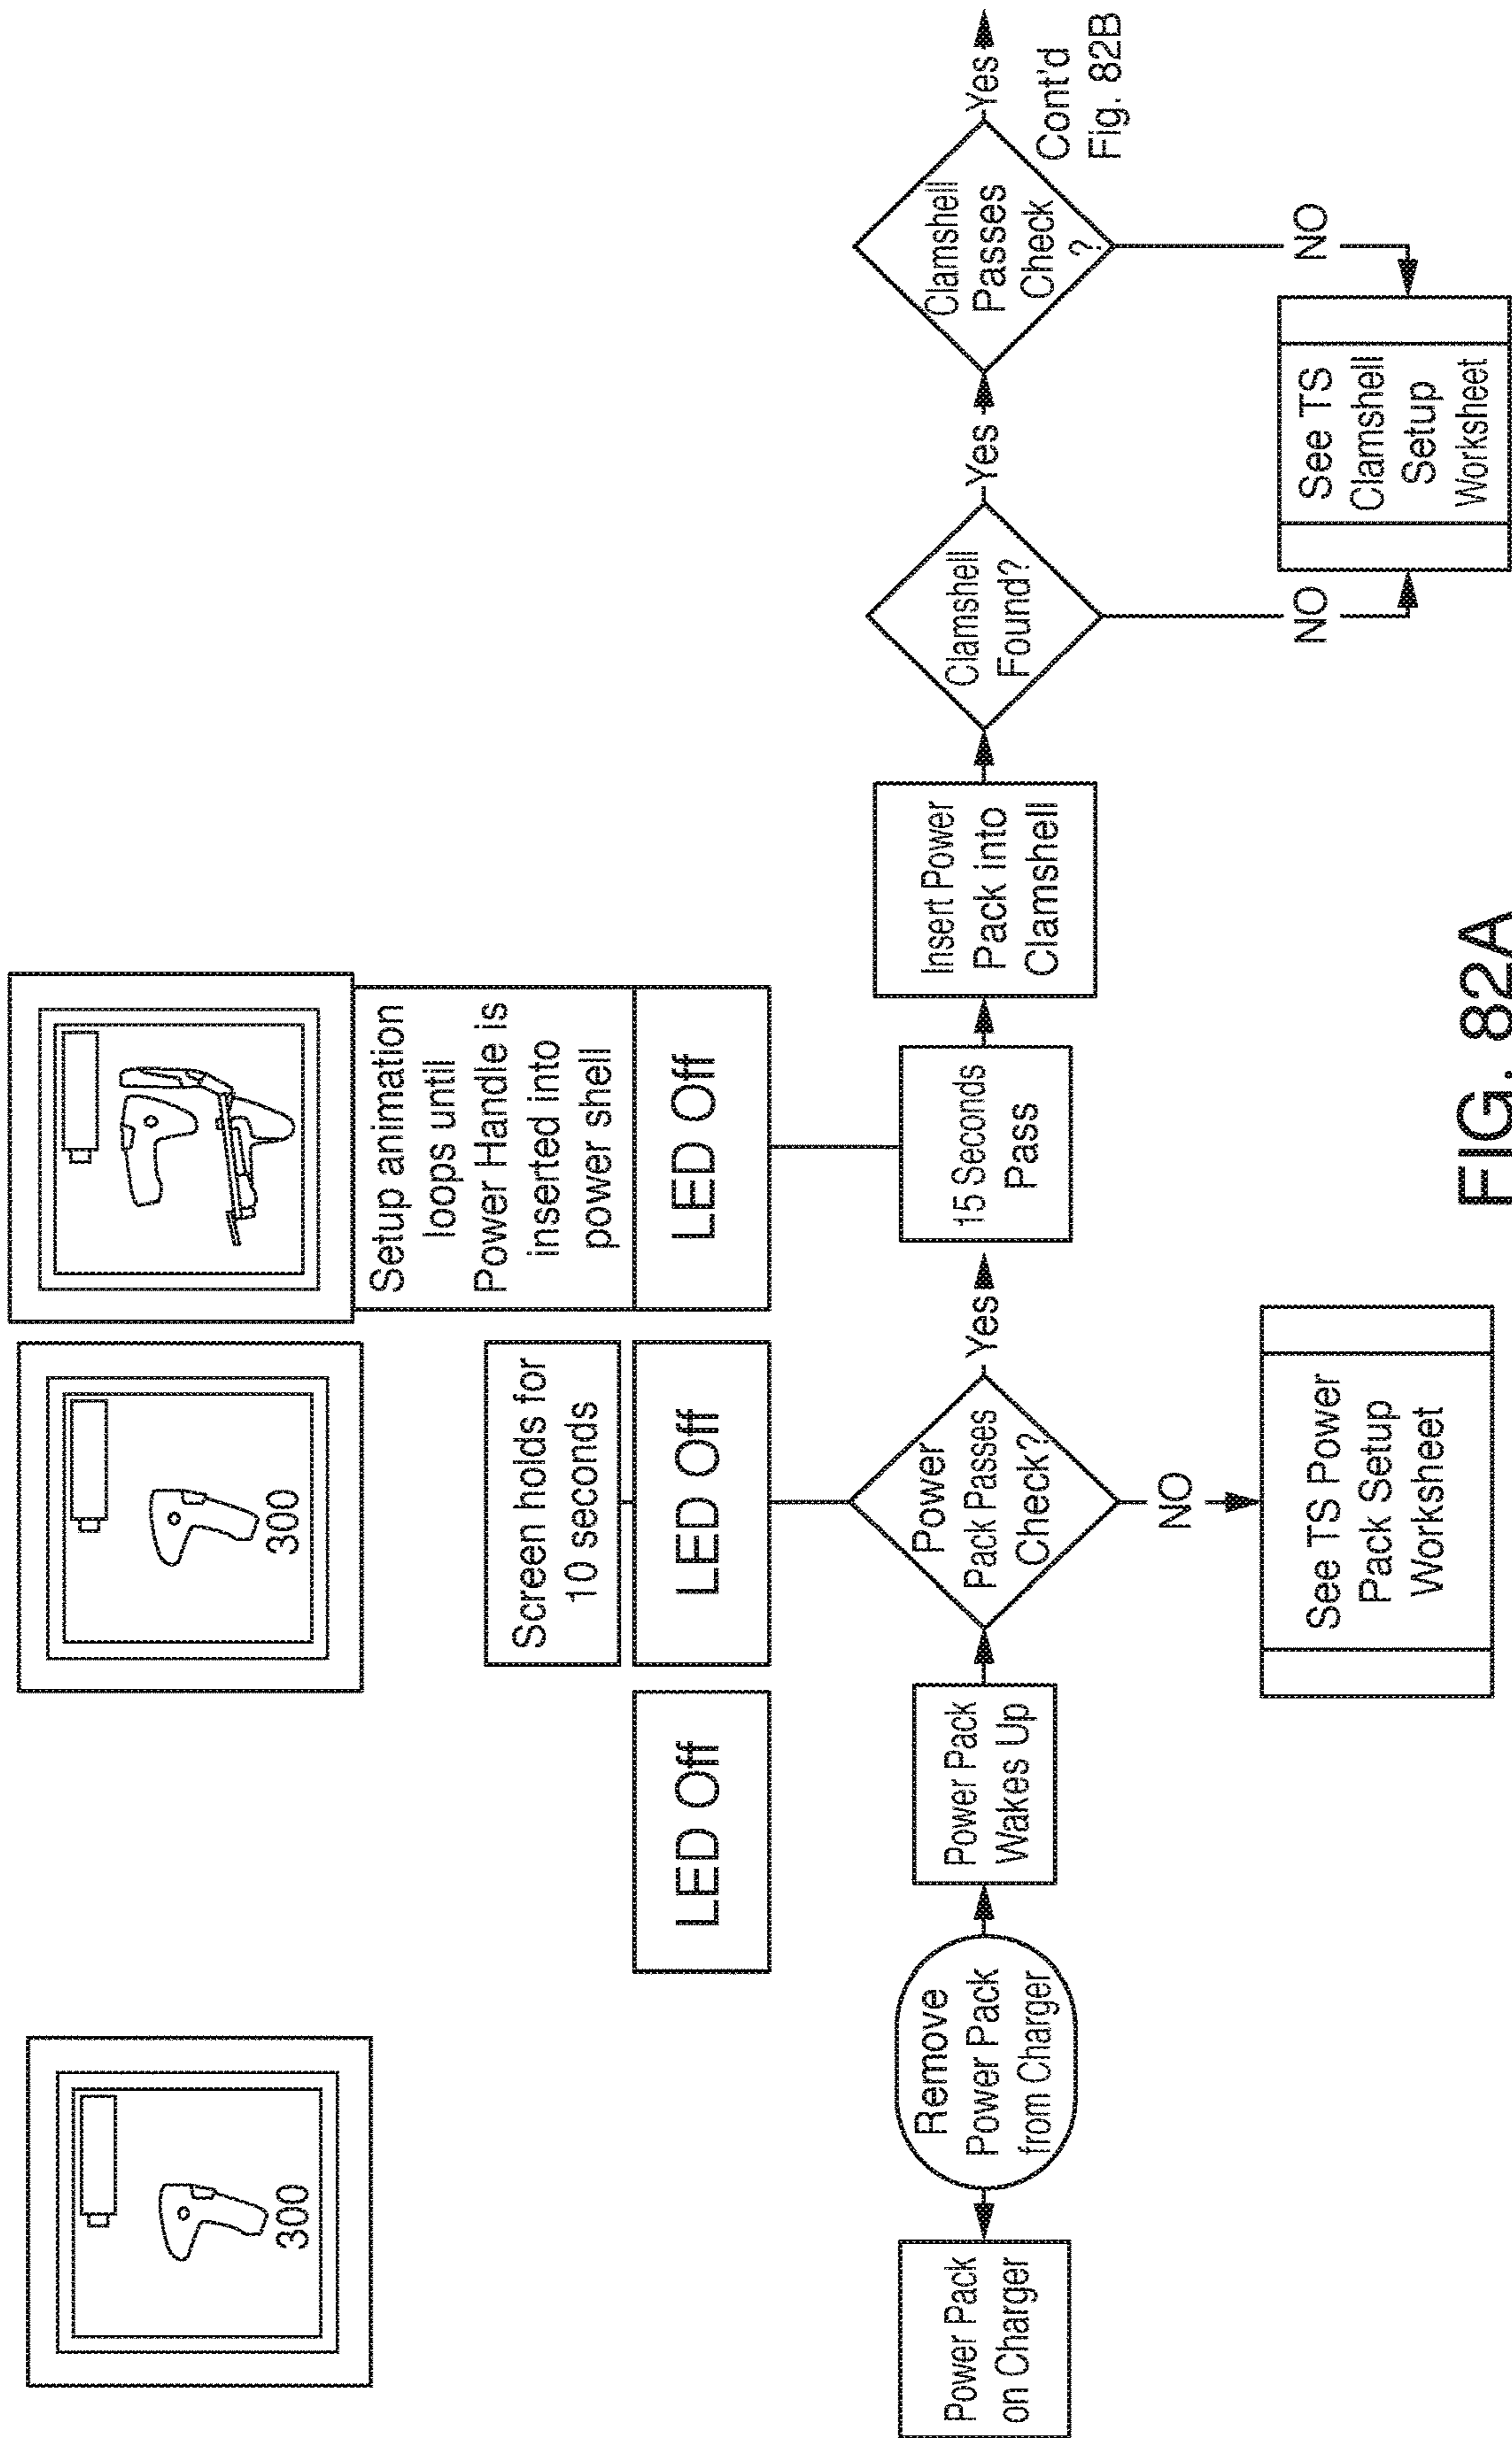 300
300
Setup animation
loops until
Power Handle is
inserted into
power shell
Screen holds for
10 seconds
LED Off
LED Off
LED Off
Power Pack
on Charger
Remove
Power Pack
from Charger
Power Pack
Wakes Up
Power
Pack Passes
Check?
Yes
NO
See TS Power
Pack Setup
Worksheet
15 Seconds
Pass
Insert Power
Pack into
Clamshell
Clamshell
Found?
Yes
NO
Clamshell
Passes
Check
?
Yes
Cont'd
Fig. 82B
NO
See TS
Clamshell
Setup
Worksheet
FIG. 82A